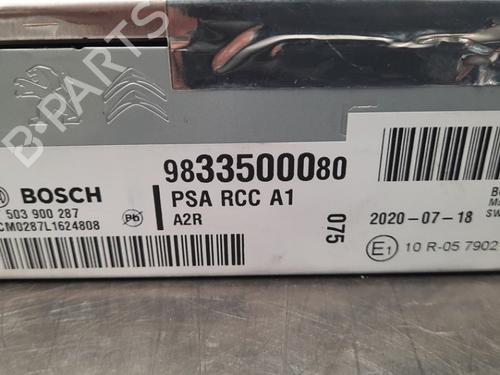 B-PARTS
9833500080
BOSCH
PSA RCC A1
503 900 287
A2R
CM0287L1624808
Pb
075
2020-07-18
E1
10 R-05 7902